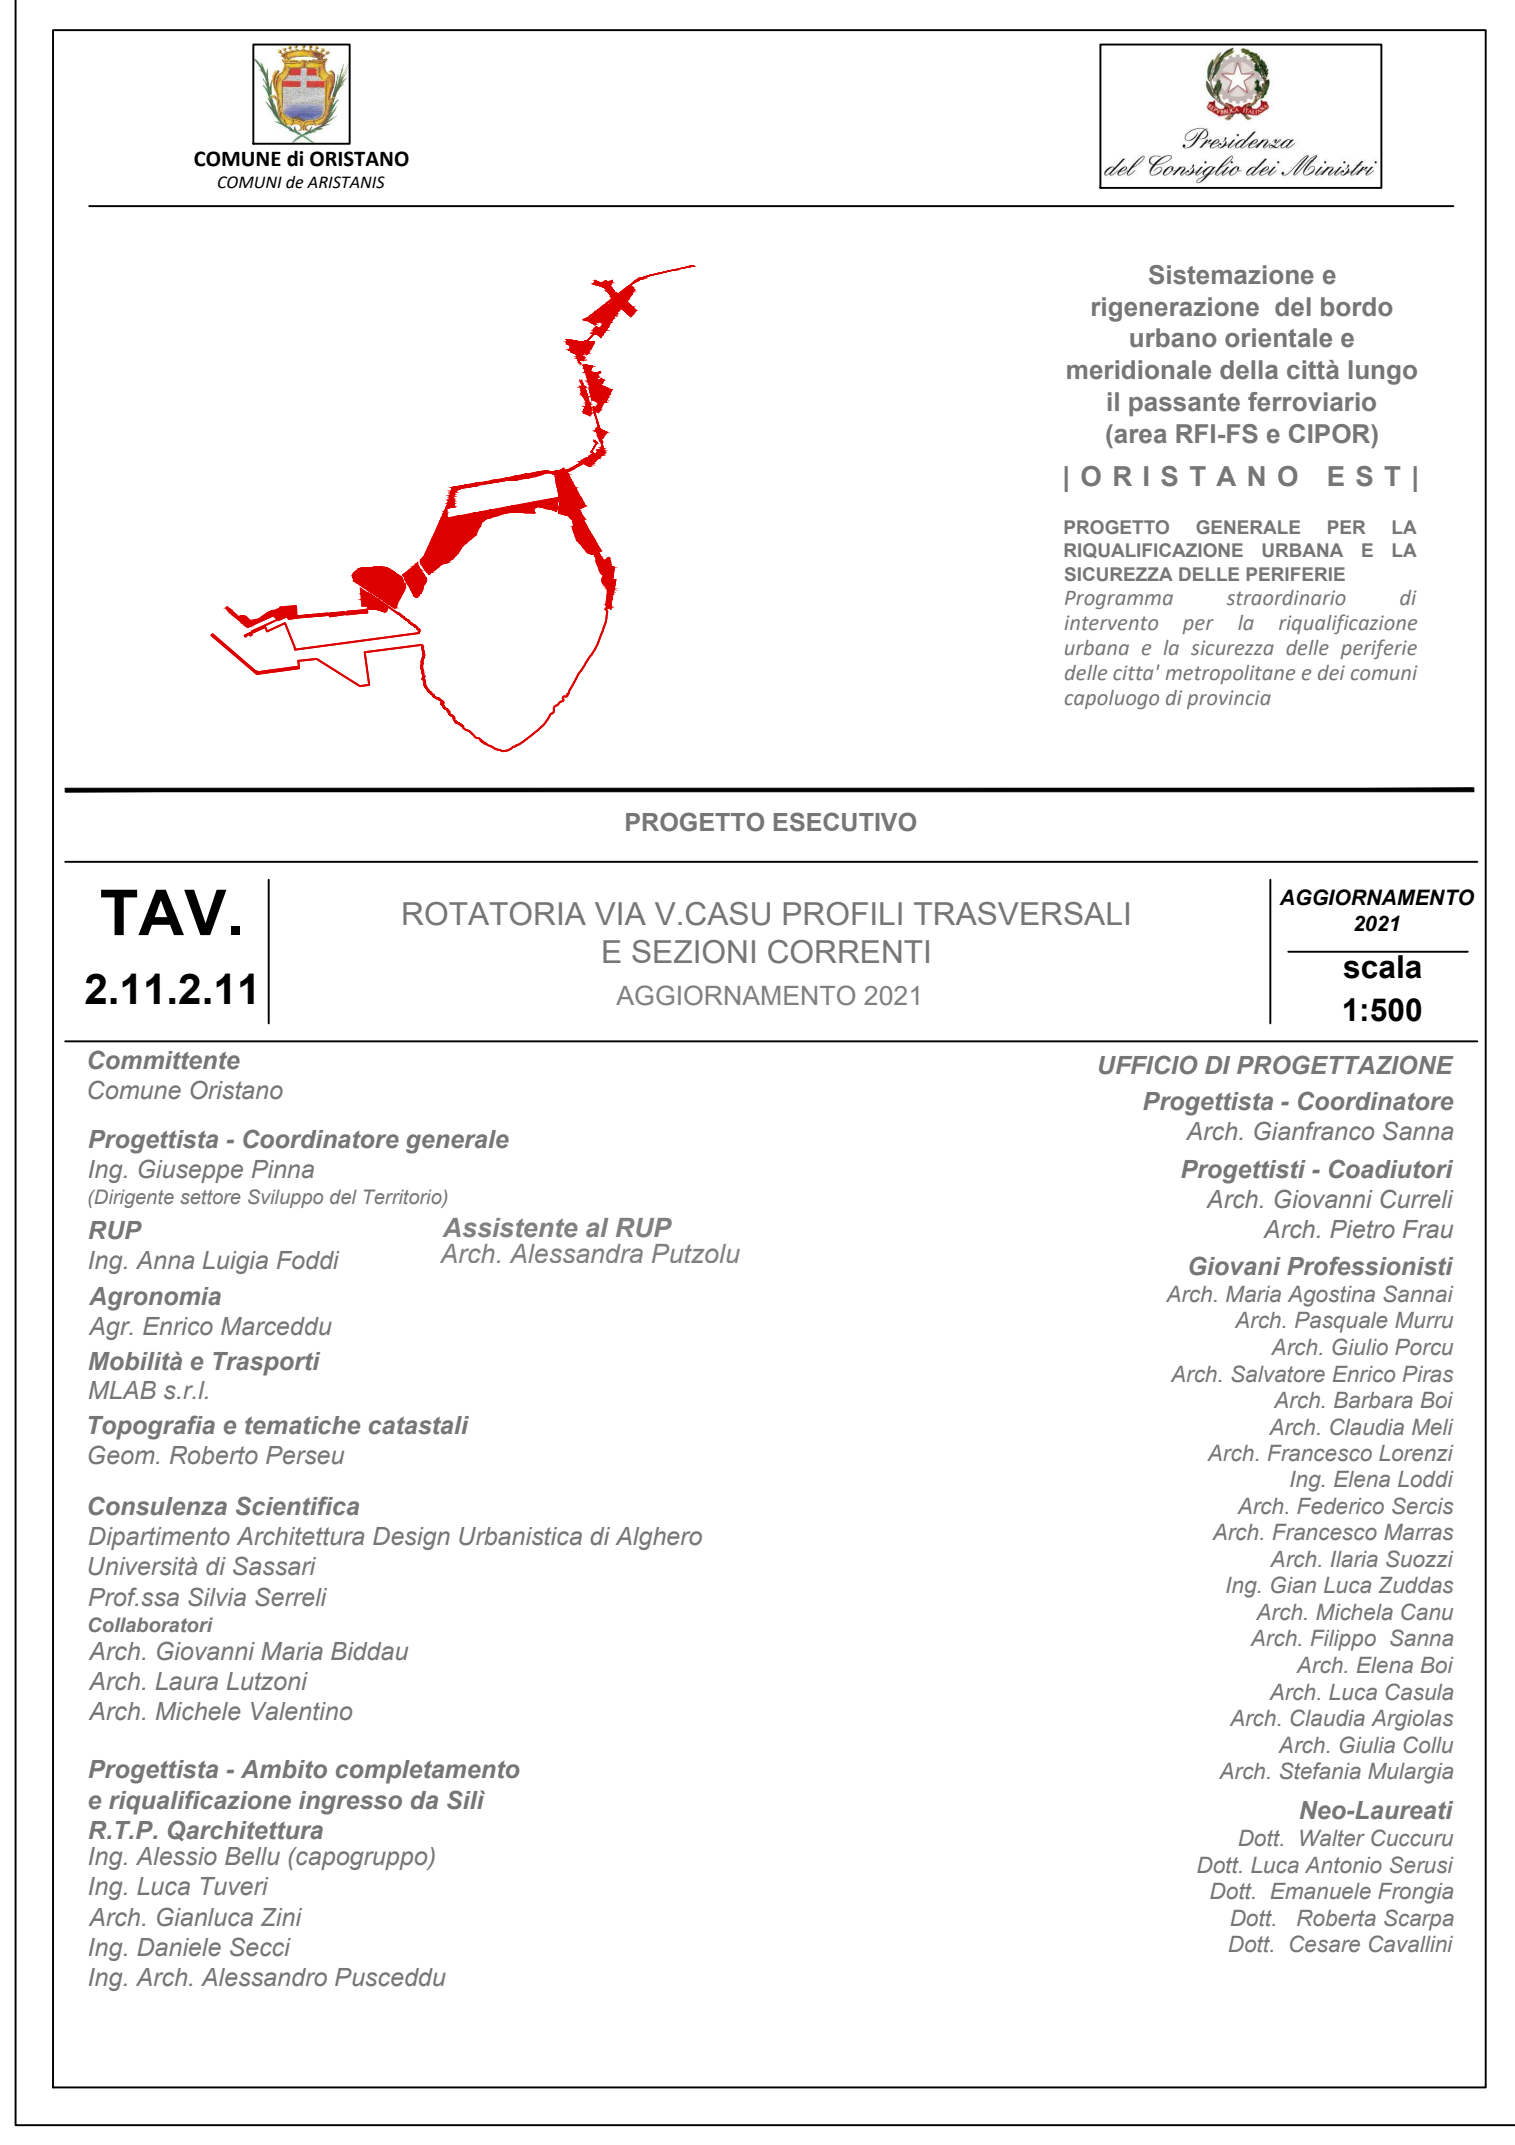 COMUNE di ORISTANO
COMUNI de ARISTANIS
REPVBBLICA ITALIANA
Presidenza
del Consiglio dei Ministri
Sistemazione e
rigenerazione del bordo
urbano orientale e
meridionale della città lungo
il passante ferroviario
(area RFI-FS e CIPOR)
|ORISTANO EST|
PROGETTO GENERALE PER LA
RIQUALIFICAZIONE URBANA E LA
SICUREZZA DELLE PERIFERIE
Programma straordinario di
intervento per la riqualificazione
urbana e la sicurezza delle periferie
delle citta' metropolitane e dei comuni
capoluogo di provincia
PROGETTO ESECUTIVO
TAV.
2.11.2.11
ROTATORIA VIA V.CASU PROFILI TRASVERSALI
E SEZIONI CORRENTI
AGGIORNAMENTO 2021
AGGIORNAMENTO
2021
scala
1:500
Committente
Comune Oristano
Progettista - Coordinatore generale
Ing. Giuseppe Pinna
(Dirigente settore Sviluppo del Territorio)
RUP
Ing. Anna Luigia Foddi
Assistente al RUP
Arch. Alessandra Putzolu
Agronomia
Agr. Enrico Marceddu
Mobilità e Trasporti
MLAB s.r.l.
Topografia e tematiche catastali
Geom. Roberto Perseu
Consulenza Scientifica
Dipartimento Architettura Design Urbanistica di Alghero
Università di Sassari
Prof.ssa Silvia Serreli
Collaboratori
Arch. Giovanni Maria Biddau
Arch. Laura Lutzoni
Arch. Michele Valentino
Progettista - Ambito completamento
e riqualificazione ingresso da Silì
R.T.P. Qarchitettura
Ing. Alessio Bellu (capogruppo)
Ing. Luca Tuveri
Arch. Gianluca Zini
Ing. Daniele Secci
Ing. Arch. Alessandro Pusceddu
UFFICIO DI PROGETTAZIONE
Progettista - Coordinatore
Arch. Gianfranco Sanna
Progettisti - Coadiutori
Arch. Giovanni Curreli
Arch. Pietro Frau
Giovani Professionisti
Arch. Maria Agostina Sannai
Arch. Pasquale Murru
Arch. Giulio Porcu
Arch. Salvatore Enrico Piras
Arch. Barbara Boi
Arch. Claudia Meli
Arch. Francesco Lorenzi
Ing. Elena Loddi
Arch. Federico Sercis
Arch. Francesco Marras
Arch. Ilaria Suozzi
Ing. Gian Luca Zuddas
Arch. Michela Canu
Arch. Filippo Sanna
Arch. Elena Boi
Arch. Luca Casula
Arch. Claudia Argiolas
Arch. Giulia Collu
Arch. Stefania Mulargia
Neo-Laureati
Dott. Walter Cuccuru
Dott. Luca Antonio Serusi
Dott. Emanuele Frongia
Dott. Roberta Scarpa
Dott. Cesare Cavallini